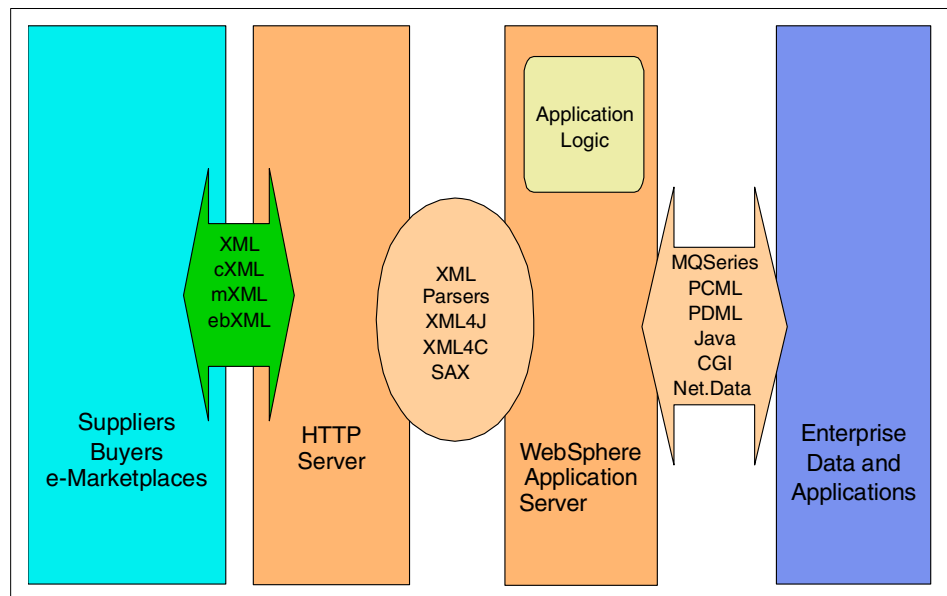 Suppliers
Buyers
e-Marketplaces
XML
cXML
mXML
ebXML
HTTP
Server
XML
Parsers
XML4J
XML4C
SAX
Application
Logic
WebSphere
Application
Server
MQSeries
PCML
PDML
Java
CGI
Net.Data
Enterprise
Data and
Applications